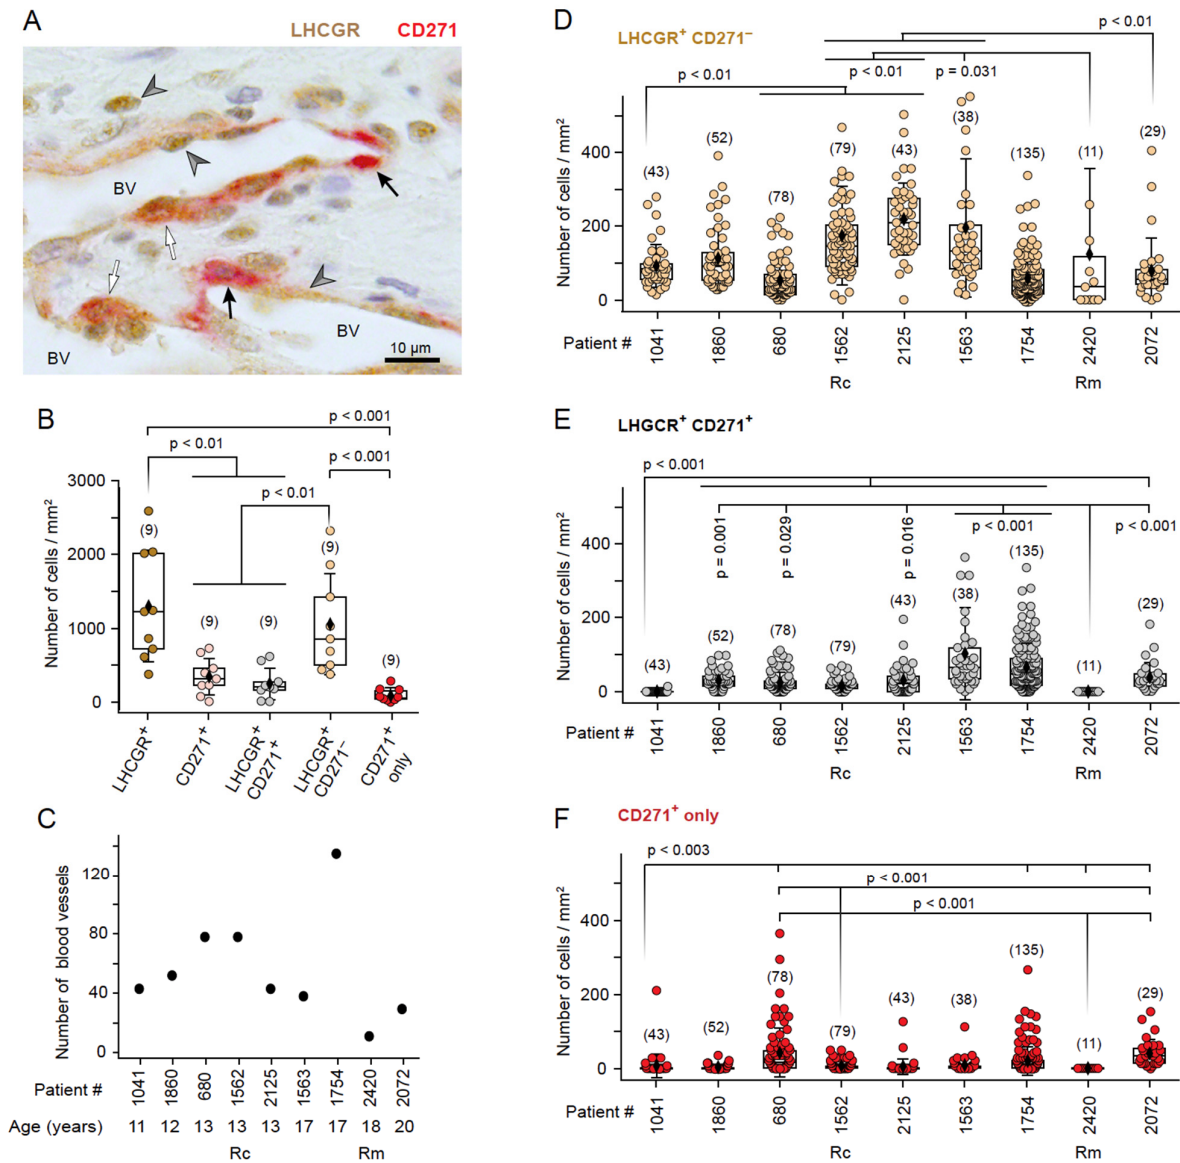 A
LHCGR CD271
BV
BV
BV
10 µm
B
p < 0.001
p < 0.01
p < 0.001
p < 0.01
Number of cells / mm²
3000
2000
1000
0
(9)
(9)
(9)
(9)
(9)
LHCGR⁺
CD271⁺
LHCGR⁺ CD271⁺
LHCGR⁺ CD271⁻
CD271⁺ only
C
Number of blood vessels
120
80
40
0
Patient # 1041 1860 680 1562 2125 1563 1754 2420 2072
Age (years) 11 12 13 13 13 17 17 18 20
Rc Rm
D
LHCGR⁺ CD271⁻
p < 0.01
p < 0.01
p < 0.01
p = 0.031
Number of cells / mm²
400
200
0
(43) (52) (78) (79) (43) (38) (135) (11) (29)
Patient # 1041 1860 680 1562 2125 1563 1754 2420 2072
Rc Rm
E
LHGCR⁺ CD271⁺
p < 0.001
p = 0.001
p = 0.029
p = 0.016
p < 0.001
p < 0.001
Number of cells / mm²
400
200
0
(43) (52) (78) (79) (43) (38) (135) (11) (29)
Patient # 1041 1860 680 1562 2125 1563 1754 2420 2072
Rc Rm
F
CD271⁺ only
p < 0.003
p < 0.001
p < 0.001
Number of cells / mm²
400
200
0
(43) (52) (78) (79) (43) (38) (135) (11) (29)
Patient # 1041 1860 680 1562 2125 1563 1754 2420 2072
Rc Rm